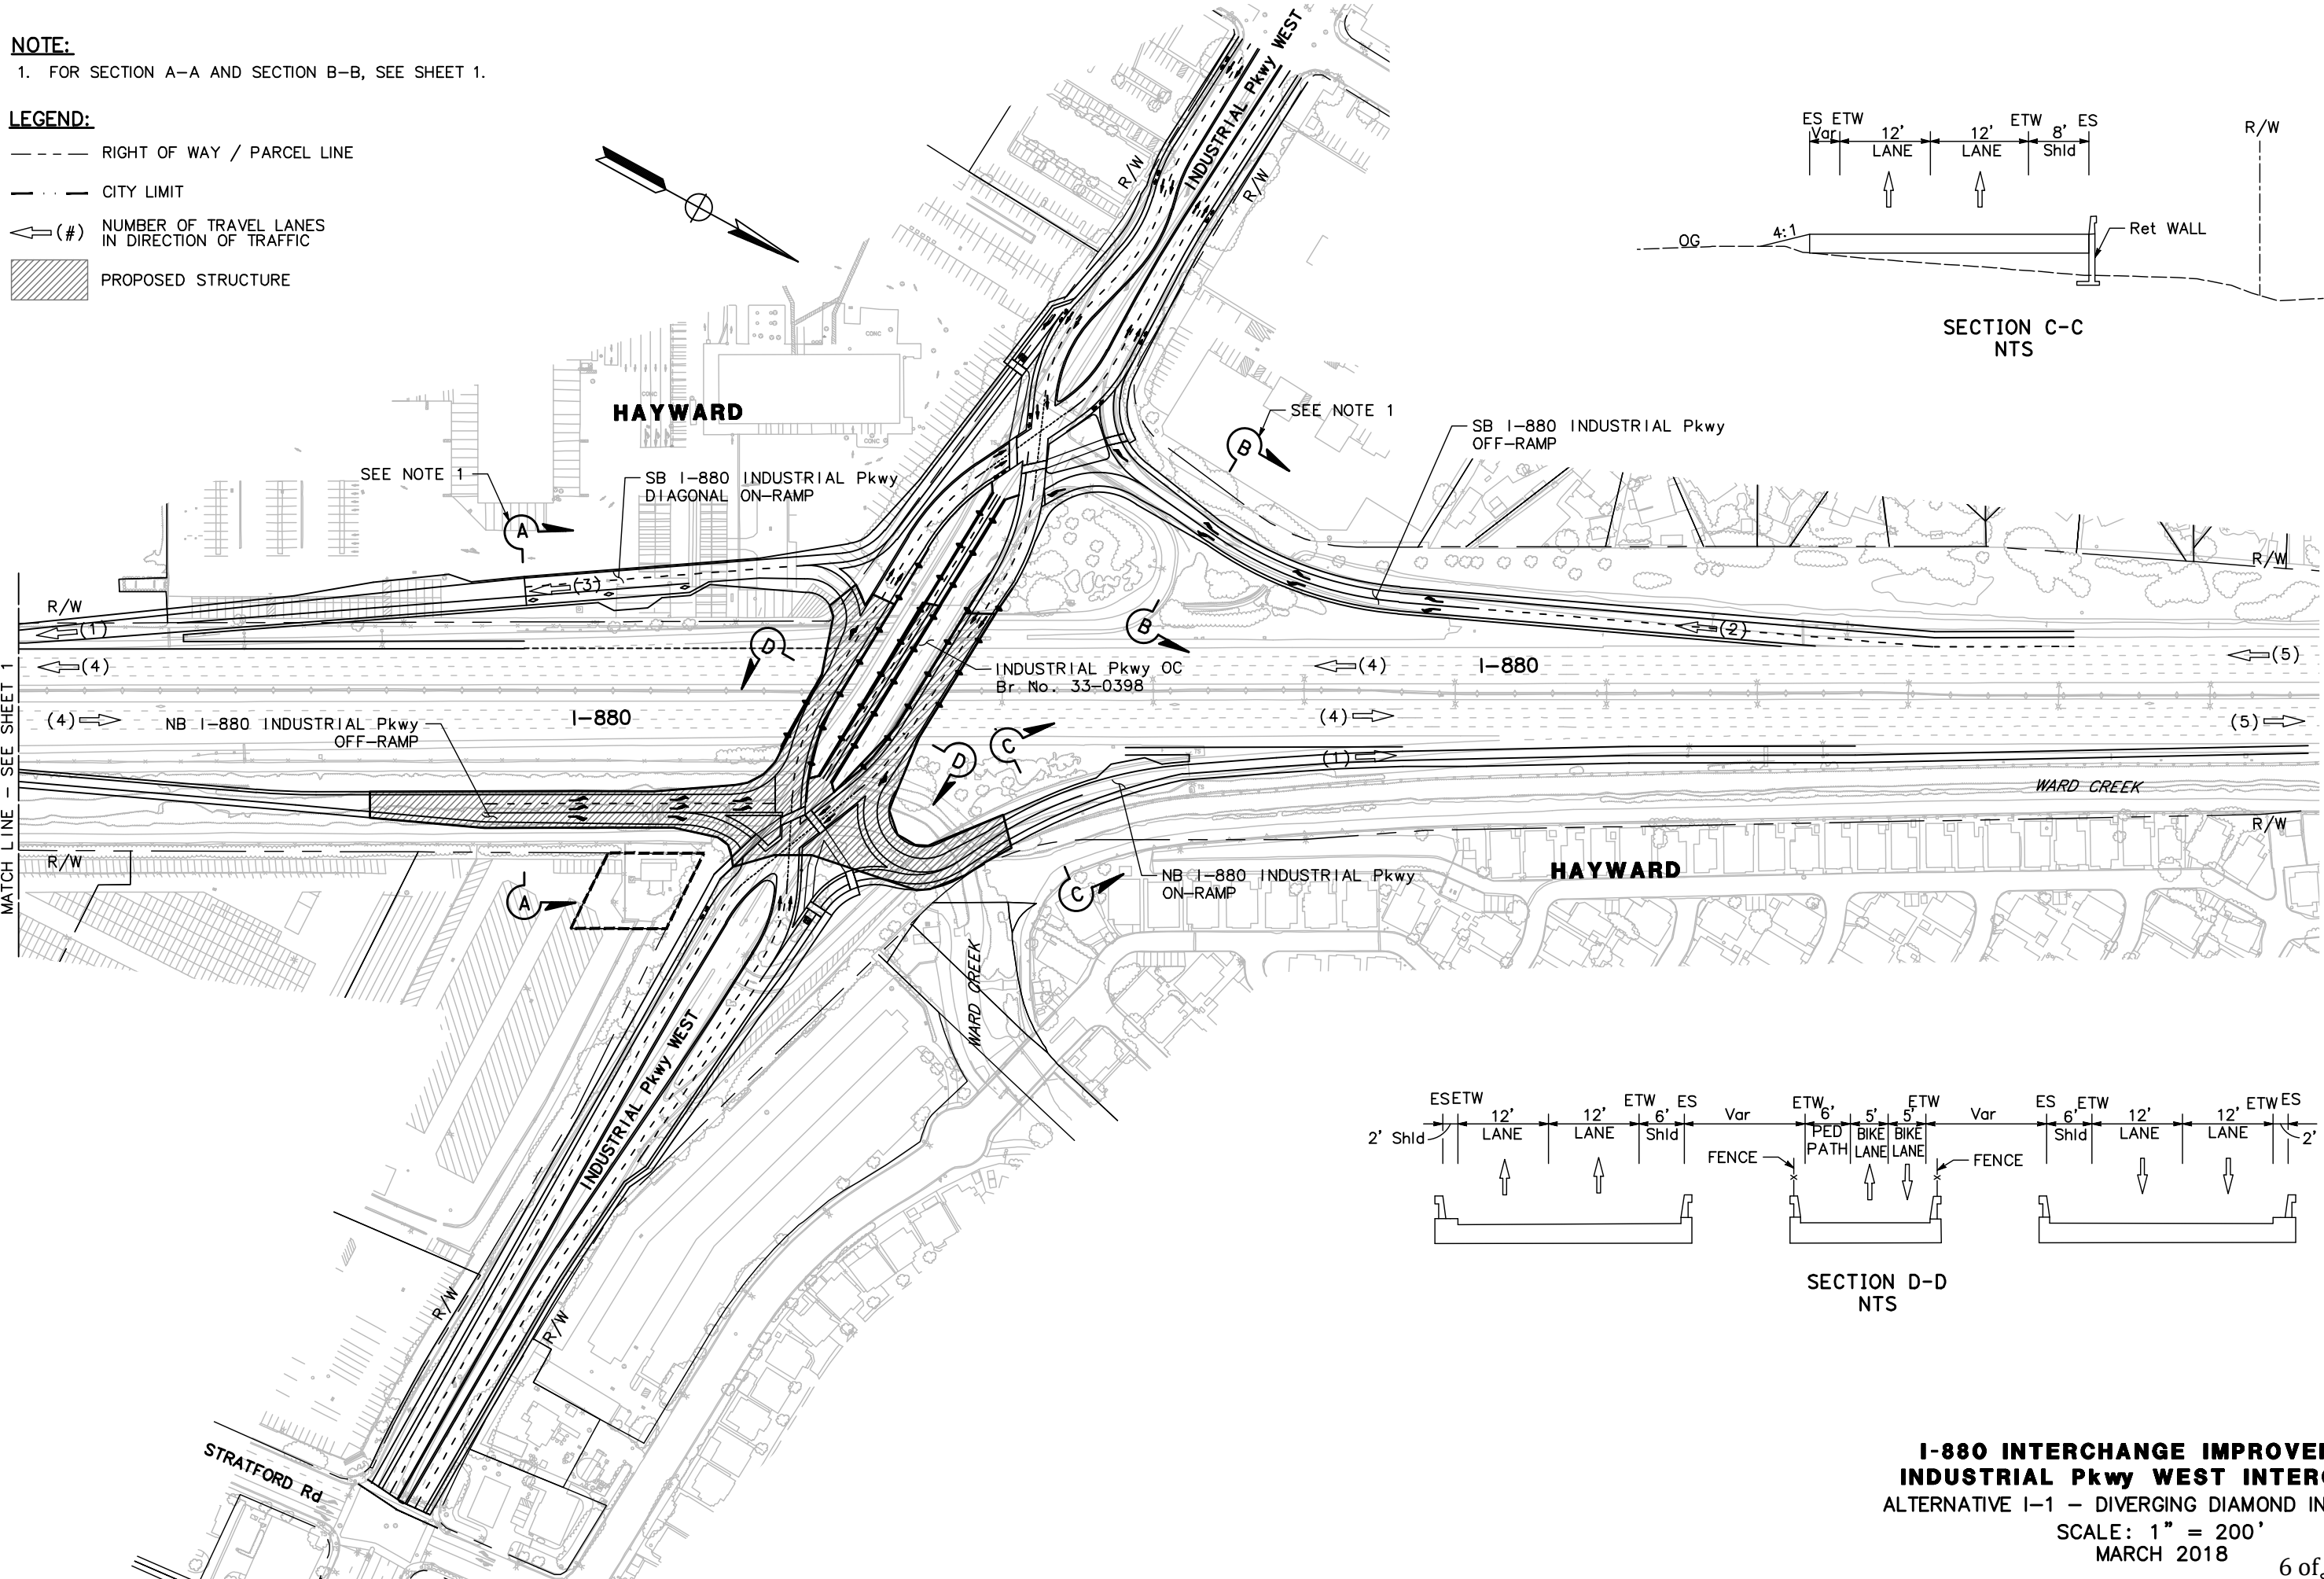 NOTE:
1. FOR SECTION A-A AND SECTION B-B, SEE SHEET 1.
LEGEND:
RIGHT OF WAY / PARCEL LINE
CITY LIMIT
(#) NUMBER OF TRAVEL LANES
IN DIRECTION OF TRAFFIC
PROPOSED STRUCTURE
INDUSTRIAL Pkwy WEST
R/W
R/W
ES ETW
Var
12'
LANE
12'
LANE
ETW
8'
Shld
ES
R/W
OG
4:1
Ret WALL
SECTION C-C
NTS
HAYWARD
CONC
CONC
CONC
SEE NOTE 1
A
SB I-880 INDUSTRIAL Pkwy
DIAGONAL ON-RAMP
SEE NOTE 1
B
SB I-880 INDUSTRIAL Pkwy
OFF-RAMP
R/W
R/W
(3)
(1)
(2)
B
D
MATCH LINE - SEE SHEET 1
(4)
INDUSTRIAL Pkwy OC
Br No. 33-0398
(4)
I-880
(5)
(4)
NB I-880 INDUSTRIAL Pkwy
OFF-RAMP
I-880
(4)
(5)
D
C
(1)
WARD CREEK
R/W
R/W
A
C
NB I-880 INDUSTRIAL Pkwy
ON-RAMP
HAYWARD
WARD CREEK
INDUSTRIAL Pkwy WEST
R/W
R/W
STRATFORD Rd
ES ETW
2' Shld
12'
LANE
12'
LANE
ETW
6'
Shld
ES
Var
ETW
6'
PED
PATH
5'
BIKE
LANE
5'
BIKE
LANE
ETW
Var
ES
6'
Shld
ETW
12'
LANE
12'
LANE
ETW ES
2'
FENCE
FENCE
SECTION D-D
NTS
I-880 INTERCHANGE
INDUSTRIAL Pkwy WEST
ALTERNATIVE I-1 - DIVERGING DIAMOND
SCALE: 1" = 200'
MARCH 2018
6 of